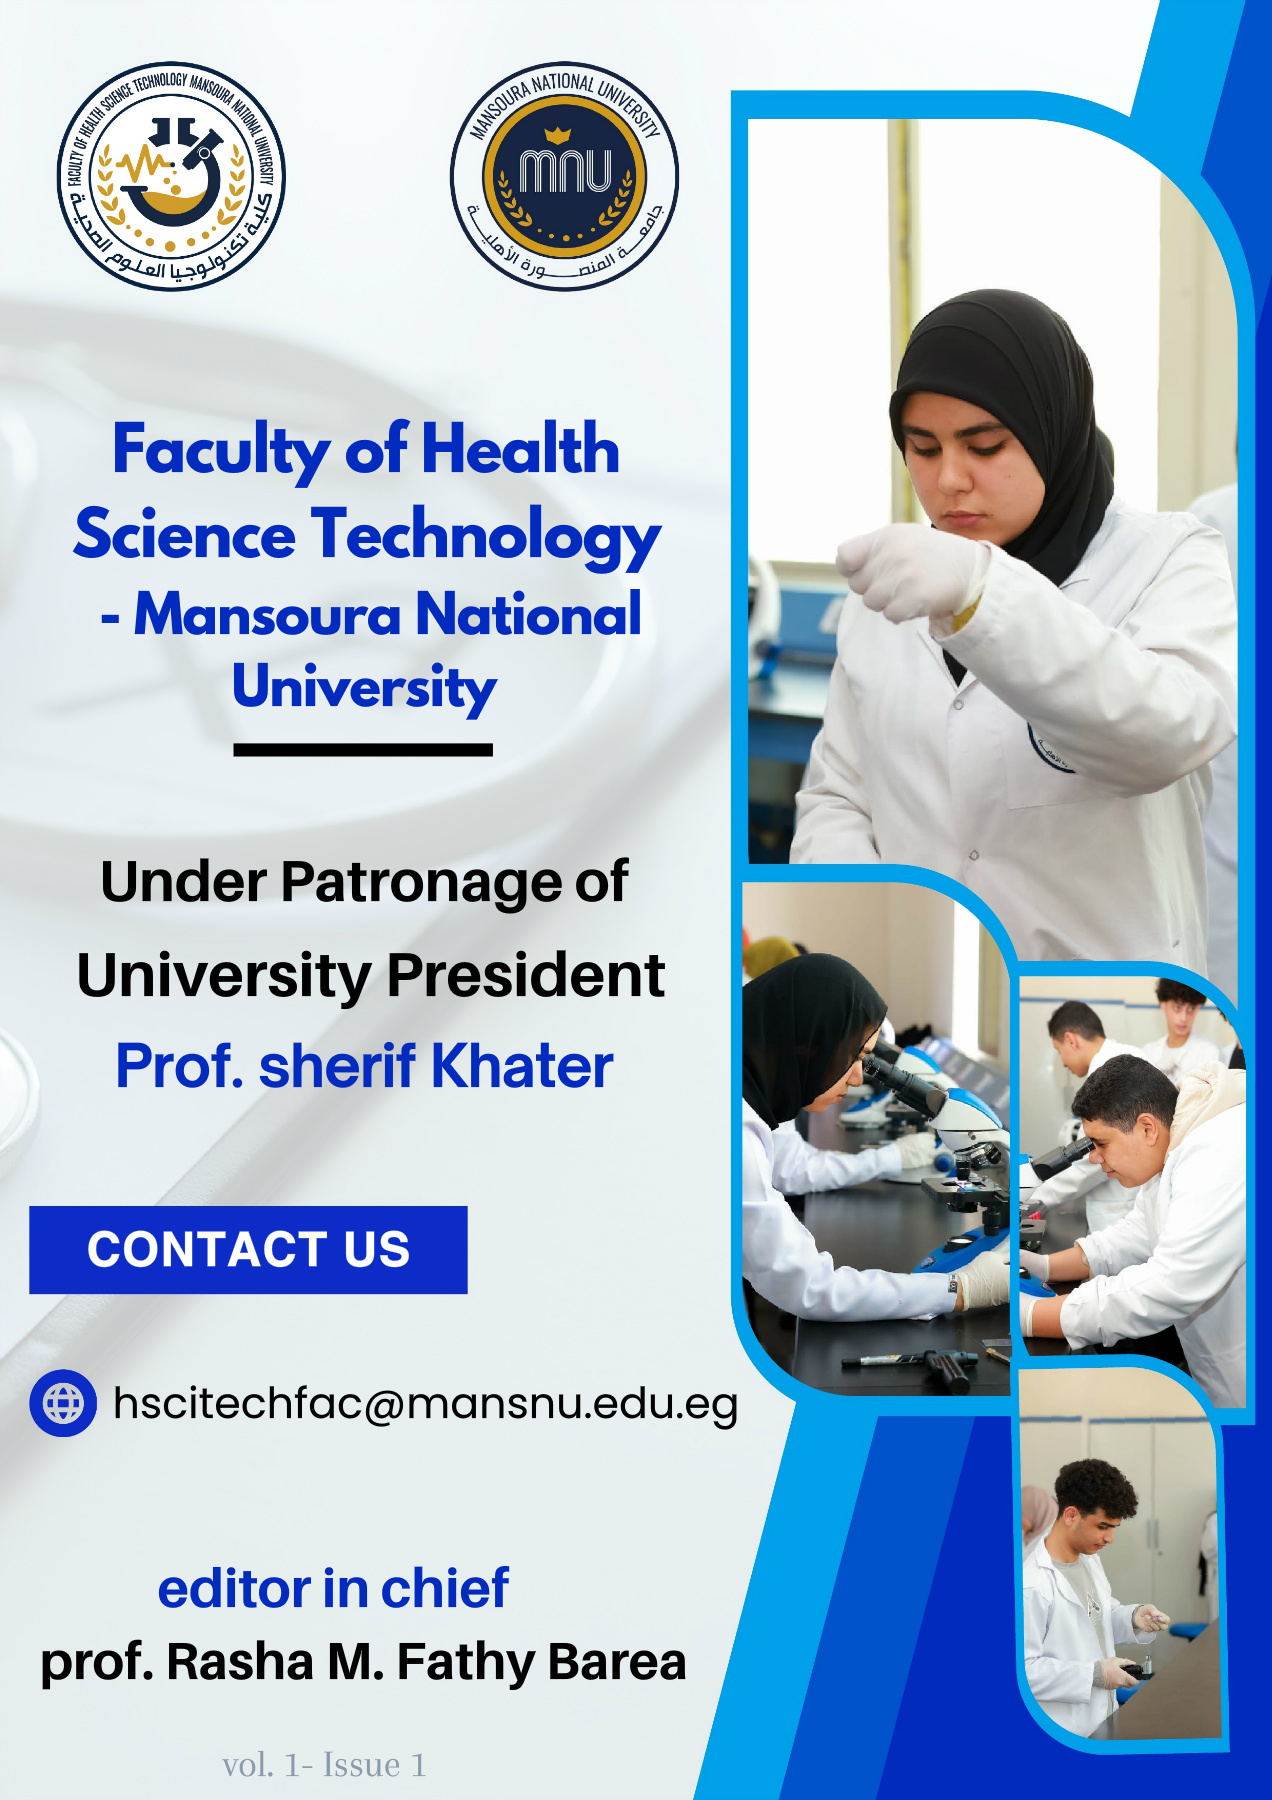 FACULTY OF HEALTH SCIENCE TECHNOLOGY MANSOURA NATIONAL UNIVERSITY
كلية تكنولوجيا العلوم الصحية
MANSOURA NATIONAL UNIVERSITY
mnu
جامعة المنصورة الأهلية
Faculty of Health
Science Technology
- Mansoura National
University
Under Patronage of
University President
Prof. sherif Khater
CONTACT US
hscitechfac@mansnu.edu.eg
editor in chief
prof. Rasha M. Fathy Barea
vol. 1- Issue 1